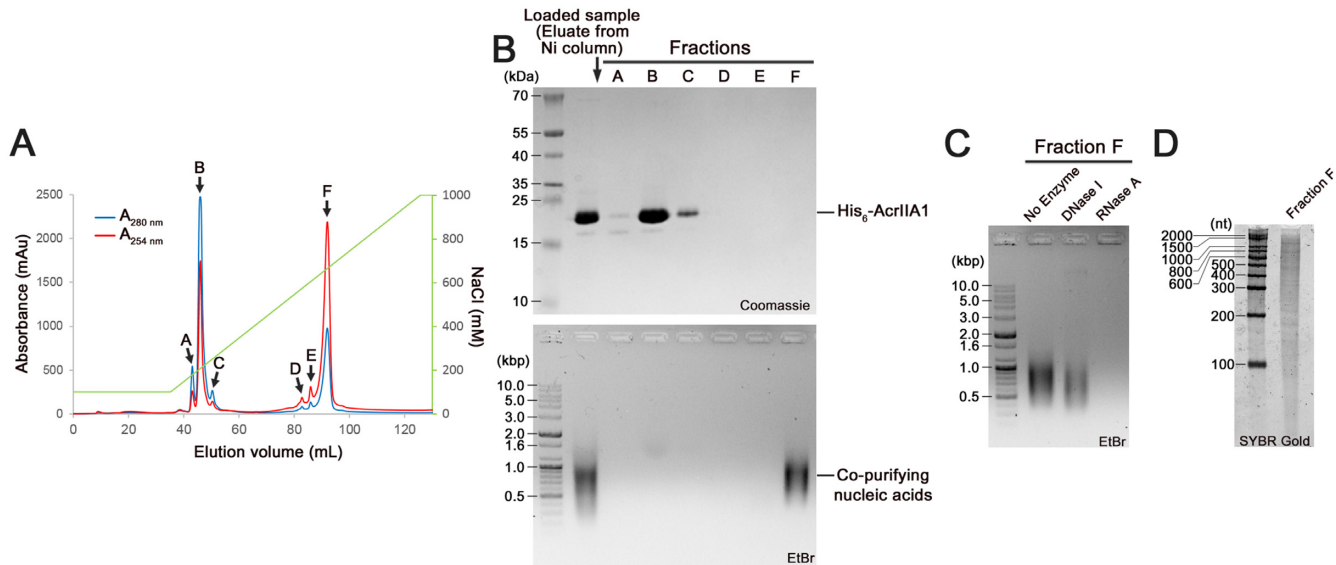 A
Absorbance (mAu)
2500
2000
1500
1000
500
0
A280 nm
A254 nm
A
B
C
D
E
F
1000
800
600
400
200
0
NaCl (mM)
0
20
40
60
80
100
120
Elution volume (mL)
B
Loaded sample
(Eluate from
Ni column)
Fractions
(kDa)
A
B
C
D
E
F
70
55
40
35
25
15
10
His6-AcrIIA1
Coomassie
(kbp)
10.0
5.0
3.0
2.0
1.6
1.0
0.5
Co-purifying
nucleic acids
EtBr
C
Fraction F
No Enzyme
DNase I
RNase A
(kbp)
10.0
5.0
3.0
2.0
1.6
1.0
0.5
EtBr
D
Fraction F
(nt)
2000
1500
1000
800
600
500
400
300
200
100
SYBR Gold